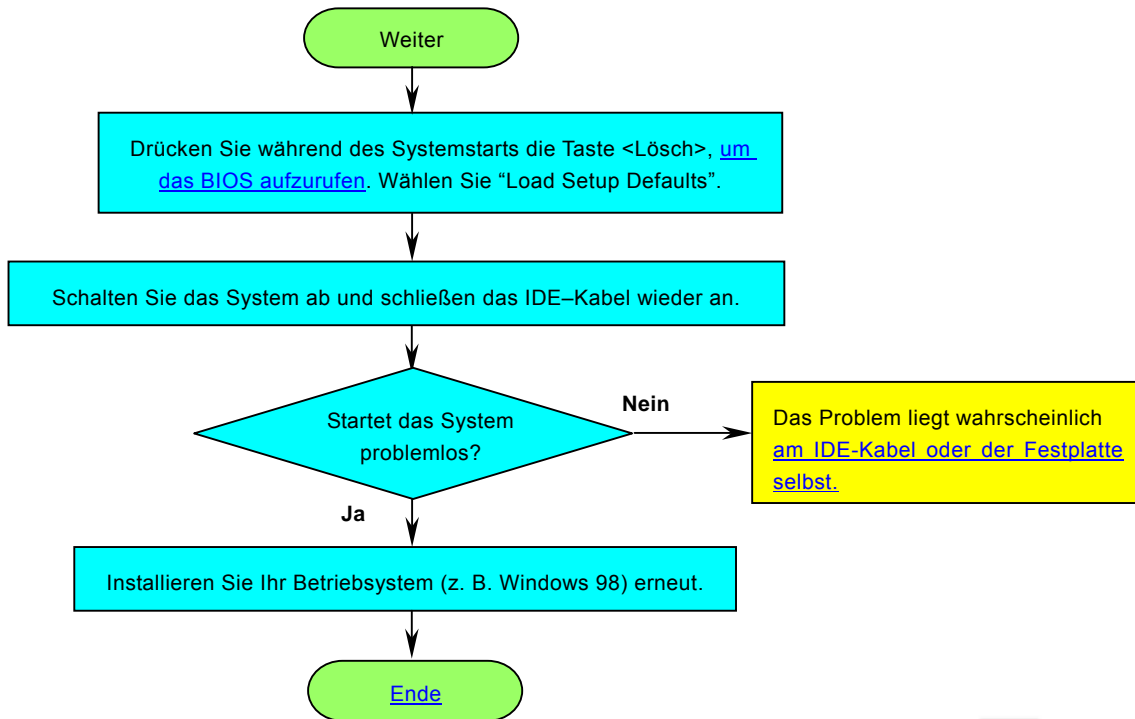 Weiter
Drücken Sie während des Systemstarts die Taste <Lösch>, um
das BIOS aufzurufen. Wählen Sie “Load Setup Defaults”.
Schalten Sie das System ab und schließen das IDE–Kabel wieder an.
Startet das System
problemlos?
Nein
Das Problem liegt wahrscheinlich
am IDE-Kabel oder der Festplatte
selbst.
Ja
Installieren Sie Ihr Betriebsystem (z. B. Windows 98) erneut.
Ende